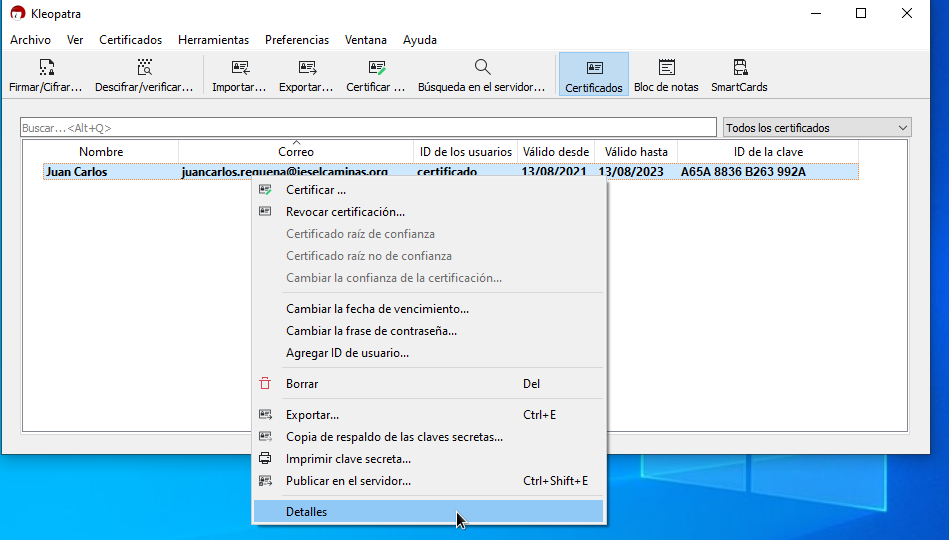 Kleopatra
Archivo Ver Certificados Herramientas Preferencias Ventana Ayuda
Firmar/Cifrar... Descifrar/verificar... Importar... Exportar... Certificar ... Búsqueda en el servidor... Certificados Bloc de notas SmartCards
Buscar...<Alt+Q> Todos los certificados
Nombre Correo ID de los usuarios Válido desde Válido hasta ID de la clave
Juan Carlos juancarlos.requena@ieselcaminas.org certificado 13/08/2021 13/08/2023 A65A 8836 B263 992A
Certificar ...
Revocar certificación...
Certificado raíz de confianza
Certificado raíz no de confianza
Cambiar la confianza de la certificación...
Cambiar la fecha de vencimiento...
Cambiar la frase de contraseña...
Agregar ID de usuario...
Borrar Del
Exportar... Ctrl+E
Copia de respaldo de las claves secretas...
Imprimir clave secreta...
Publicar en el servidor... Ctrl+Shift+E
Detalles